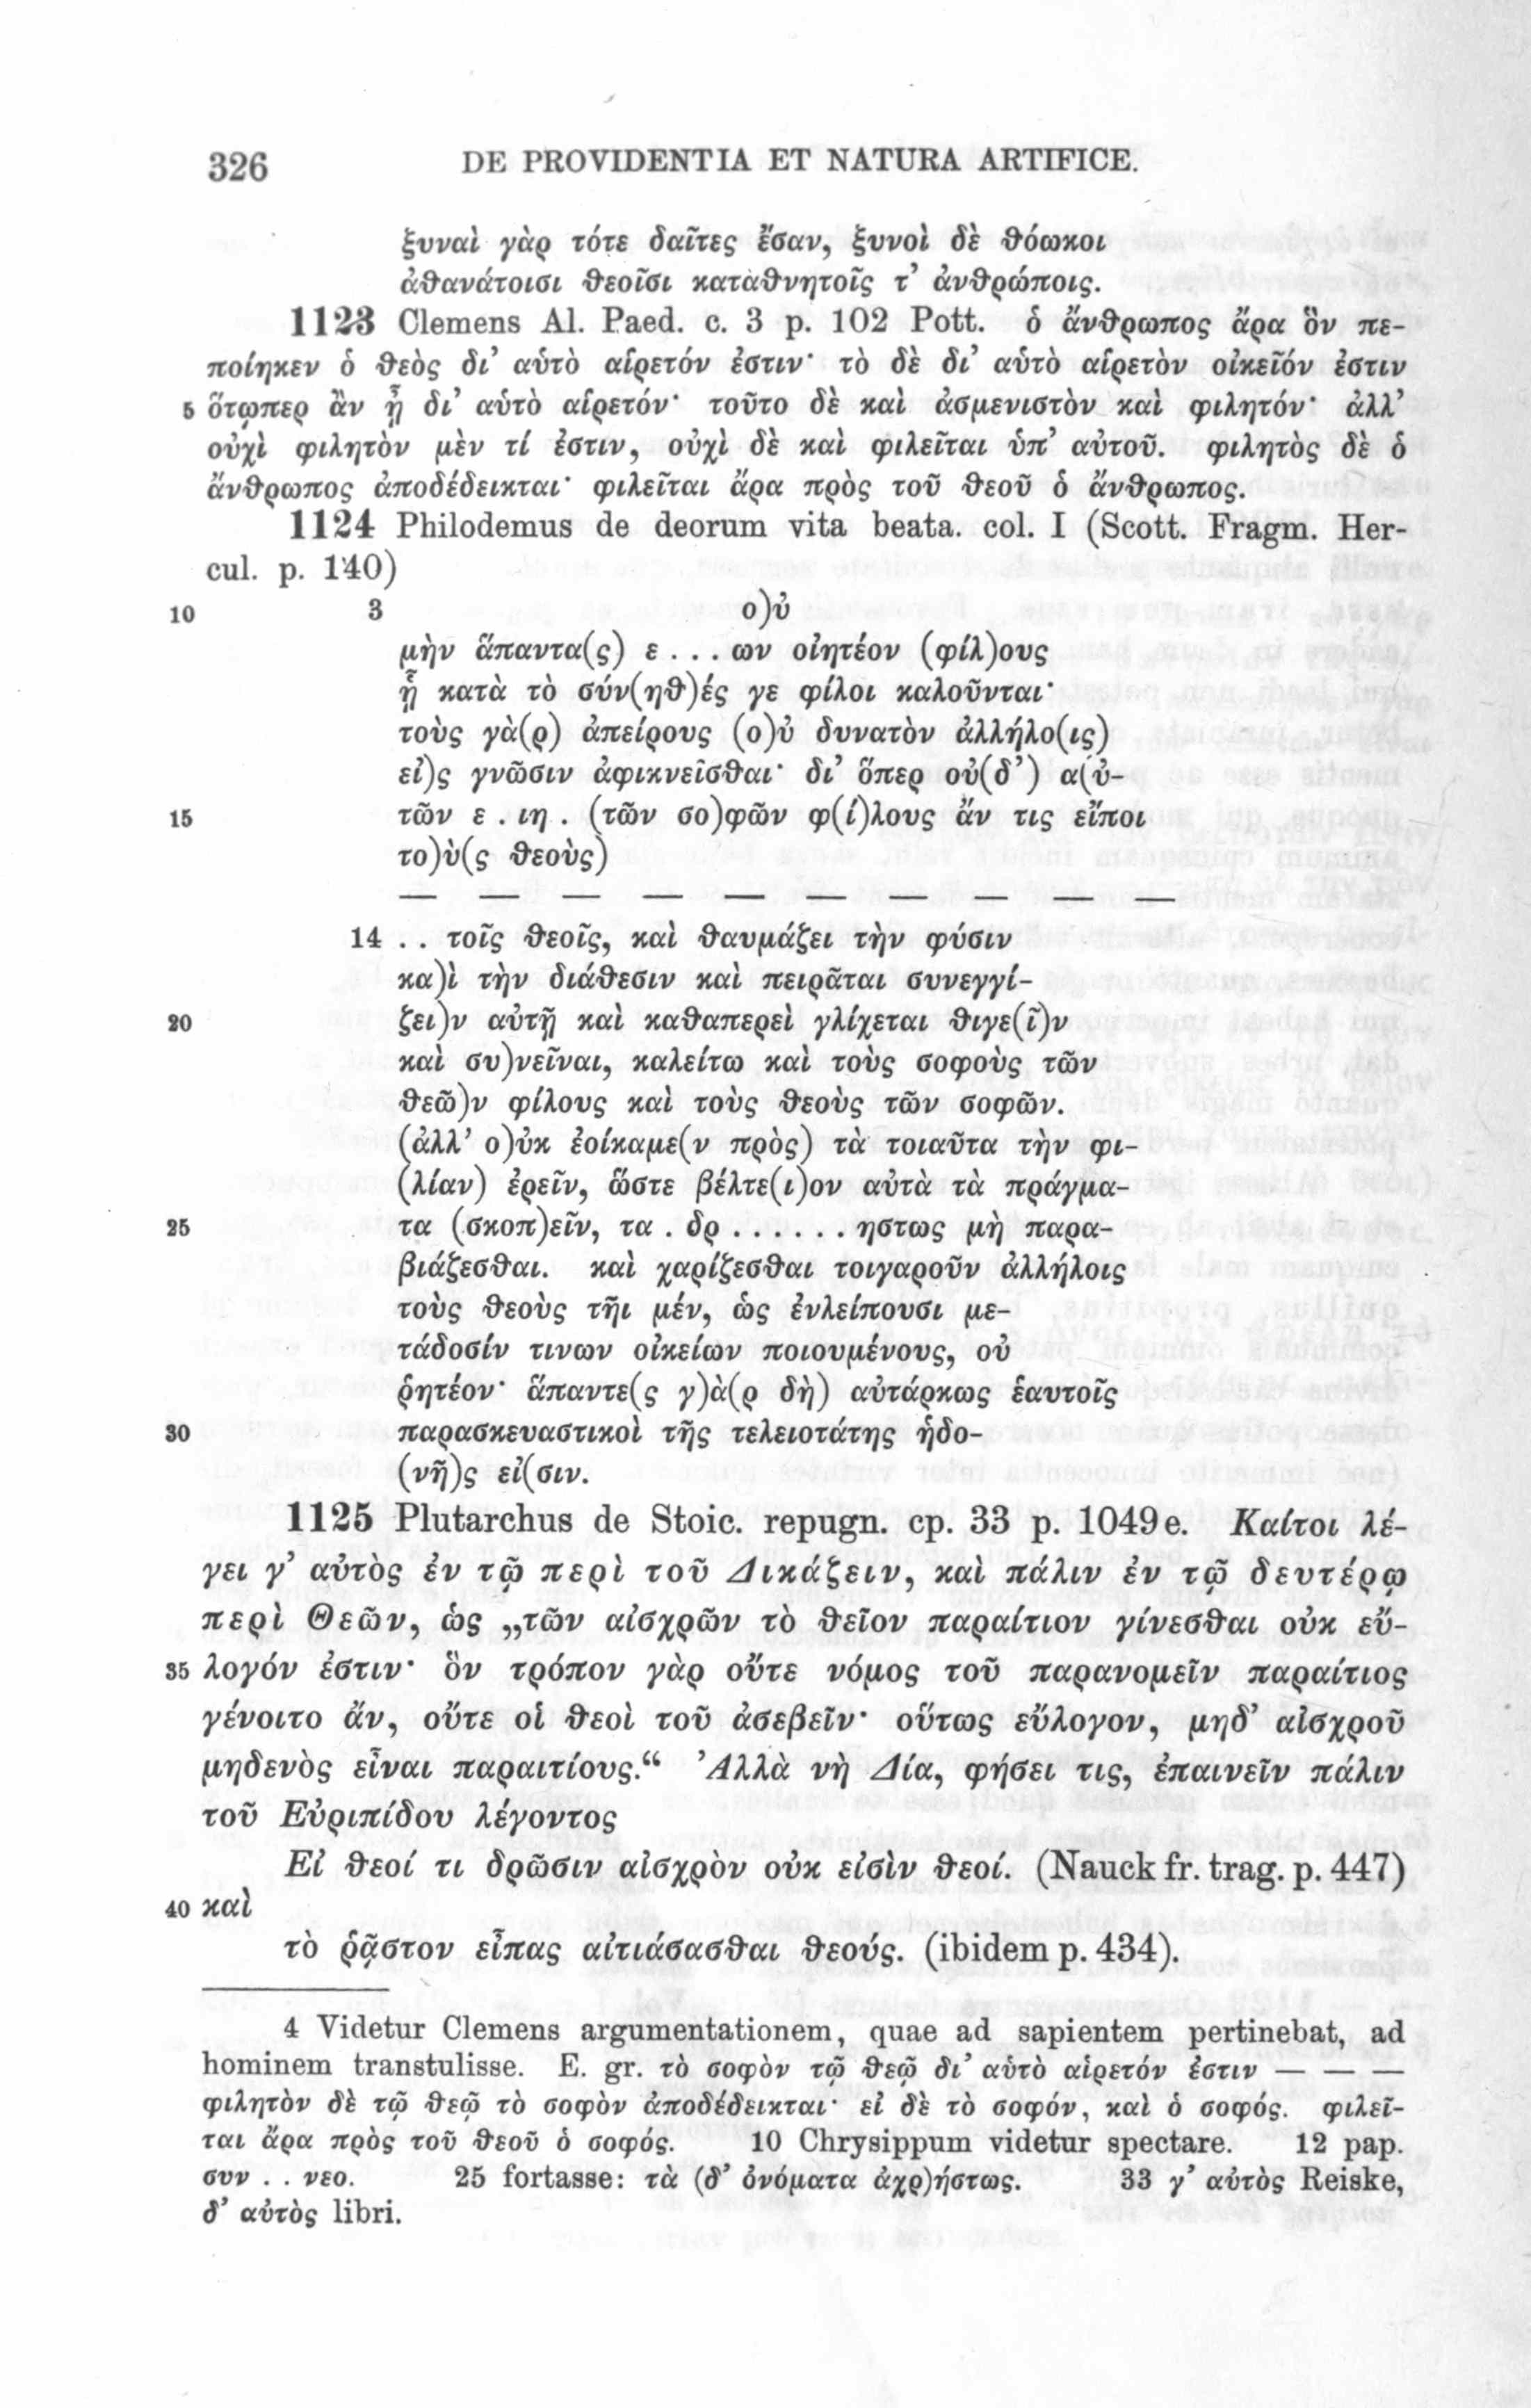 326 DE PROVIDENTIA ET NATURA ARTIFICE.
ξυναὶ γὰρ τότε δαῖτες ἔσαν, ξυνοὶ δὲ θόωκοι
ἀθανάτοισι θεοῖσι καταθνητοῖς τ’ ἀνθρώποις.
1123 Clemens Al. Paed. c. 3 p. 102 Pott. ὁ ἄνθρωπος ἄρα ὃν πε-
ποίηκεν ὁ θεὸς δι’ αὑτὸ αἱρετόν ἐστιν· τὸ δὲ δι’ αὑτὸ αἱρετὸν οἰκεῖόν ἐστιν
5 ὅτῳπερ ἂν ᾖ δι’ αὑτὸ αἱρετόν· τοῦτο δὲ καὶ ἀσμενιστὸν καὶ φιλητόν· ἀλλ’
οὐχὶ φιλητὸν μὲν τί ἐστιν, οὐχὶ δὲ καὶ φιλεῖται ὑπ’ αὐτοῦ. φιλητὸς δὲ ὁ
ἄνθρωπος ἀποδέδεικται· φιλεῖται ἄρα πρὸς τοῦ θεοῦ ὁ ἄνθρωπος.
1124 Philodemus de deorum vita beata. col. I (Scott. Fragm. Her-
cul. p. 140)
10 3 ο)ὐ
μὴν ἅπαντα(ς) ε . . . ων οἰητέον (φίλ)ους
ᾗ κατὰ τὸ σύν(ηθ)ές γε φίλοι καλοῦνται·
τοὺς γὰ(ρ) ἀπείρους (ο)ὐ δυνατὸν ἀλλήλο(ις)
εἰ)ς γνῶσιν ἀφικνεῖσθαι· δι’ ὅπερ οὐ(δ’) α(ὐ-
15 τῶν ε . ιη . (τῶν σο)φῶν φ(ί)λους ἄν τις εἴποι
το)ὺ(ς θεοὺς)
— — — — — — — — — —
14 . . τοῖς θεοῖς, καὶ θαυμάζει τὴν φύσιν
κα)ὶ τὴν διάθεσιν καὶ πειρᾶται συνεγγί-
20 ζει)ν αὐτῇ καὶ καθαπερεὶ γλίχεται θιγε(ῖ)ν
καὶ συ)νεῖναι, καλείτω καὶ τοὺς σοφοὺς τῶν
θεῶ)ν φίλους καὶ τοὺς θεοὺς τῶν σοφῶν.
(ἀλλ’ ο)ὐκ ἐοίκαμε(ν πρὸς) τὰ τοιαῦτα τὴν φι-
(λίαν) ἐρεῖν, ὥστε βέλτε(ι)ον αὐτὰ τὰ πράγμα-
25 τα (σκοπ)εῖν, τα . δρ . . . . . . ηστως μὴ παρα-
βιάζεσθαι. καὶ χαρίζεσθαι τοιγαροῦν ἀλλήλοις
τοὺς θεοὺς τῆι μέν, ὡς ἐνλείπουσι με-
τάδοσίν τινων οἰκείων ποιουμένους, οὐ
ῥητέον· ἅπαντε(ς γ)ὰ(ρ δὴ) αὐτάρκως ἑαυτοῖς
30 παρασκευαστικοὶ τῆς τελειοτάτης ἡδο-
(νῆ)ς εἰ(σιν.
1125 Plutarchus de Stoic. repugn. cp. 33 p. 1049 e. Καίτοι λέ-
γει γ’ αὐτὸς ἐν τῷ περὶ τοῦ Δικάζειν, καὶ πάλιν ἐν τῷ δευτέρῳ
περὶ Θεῶν, ὡς „τῶν αἰσχρῶν τὸ θεῖον παραίτιον γίνεσθαι οὐκ εὔ-
35 λογόν ἐστιν· ὃν τρόπον γὰρ οὔτε νόμος τοῦ παρανομεῖν παραίτιος
γένοιτο ἄν, οὔτε οἱ θεοὶ τοῦ ἀσεβεῖν· οὕτως εὔλογον, μηδ’ αἰσχροῦ
μηδενὸς εἶναι παραιτίους.“ Ἀλλὰ νὴ Δία, φήσει τις, ἐπαινεῖν πάλιν
τοῦ Εὐριπίδου λέγοντος
Εἰ θεοί τι δρῶσιν αἰσχρὸν οὐκ εἰσὶν θεοί. (Nauck fr. trag. p. 447)
40 καὶ
τὸ ῥᾷστον εἶπας αἰτιάσασθαι θεούς. (ibidem p. 434).
4 Videtur Clemens argumentationem, quae ad sapientem pertinebat, ad
hominem transtulisse. E. gr. τὸ σοφὸν τῷ θεῷ δι’ αὑτὸ αἱρετόν ἐστιν — — —
φιλητὸν δὲ τῷ θεῷ τὸ σοφὸν ἀποδέδεικται· εἰ δὲ τὸ σοφόν, καὶ ὁ σοφός. φιλεῖ-
ται ἄρα πρὸς τοῦ θεοῦ ὁ σοφός. 10 Chrysippum videtur spectare. 12 pap.
συν . . νεο. 25 fortasse: τὰ (δ’ ὀνόματα ἀχρ)ήστως. 33 γ’ αὐτὸς Reiske,
δ’ αὐτὸς libri.